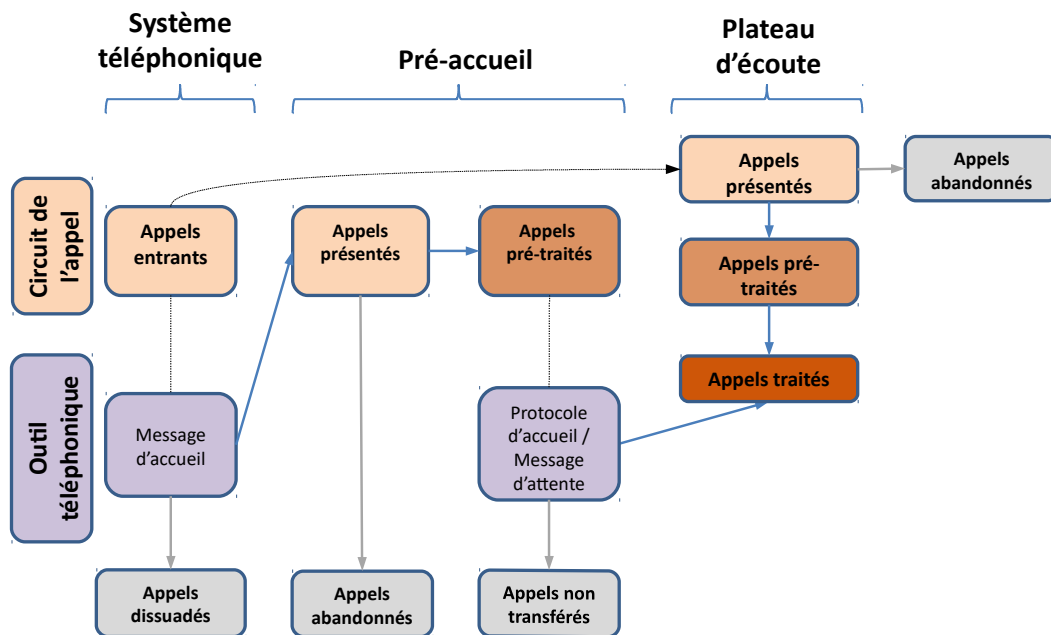 Système
téléphonique
Pré-accueil
Plateau
d'écoute
Circuit de
l'appel
Appels
entrants
Appels
présentés
Appels
pré-traités
Appels
présentés
Appels
abandonnés
Appels pré-
traités
Appels traités
Outil
téléphonique
Message
d'accueil
Protocole
d'accueil /
Message
d'attente
Appels
dissuadés
Appels
abandonnés
Appels non
transférés